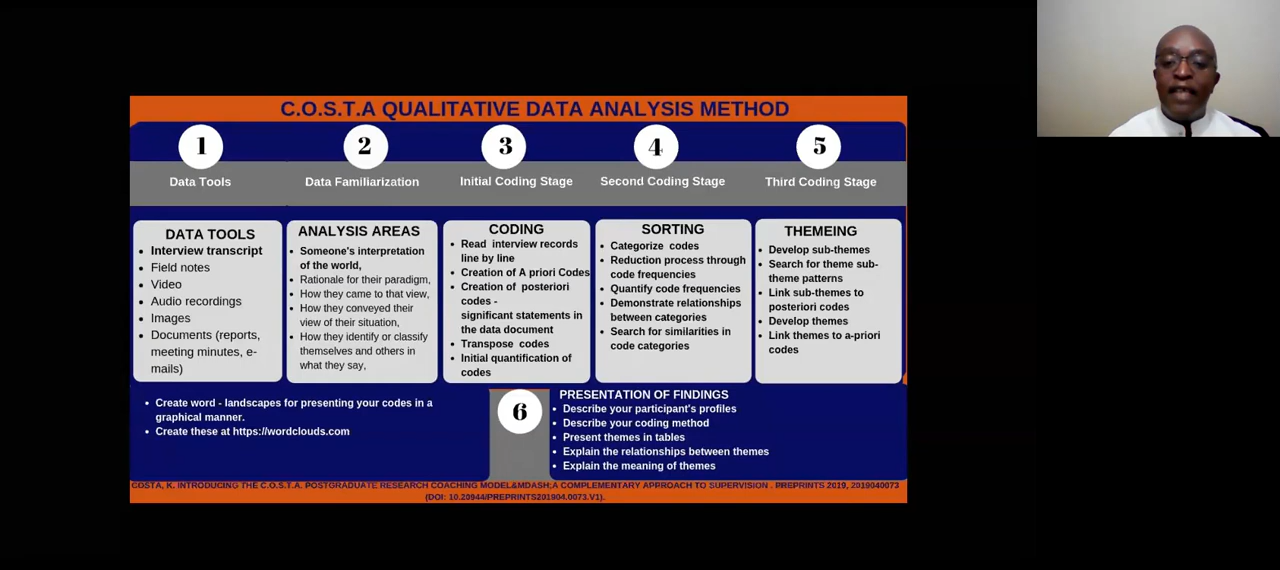 C.O.S.T.A QUALITATIVE DATA ANALYSIS METHOD
1
2
3
4
5
Data Tools
Data Familiarization
Initial Coding Stage
Second Coding Stage
Third Coding Stage
DATA TOOLS
• Interview transcript
• Field notes
• Video
• Audio recordings
• Images
• Documents (reports,
meeting minutes, e-
mails)
ANALYSIS AREAS
• Someone's interpretation
of the world,
• Rationale for their paradigm,
• How they came to that view,
• How they conveyed their
view of their situation,
• How they identify or classify
themselves and others in
what they say,
CODING
• Read interview records
line by line
• Creation of A priori Codes
• Creation of posteriori
codes -
significant statements in
the data document
• Transpose codes
• Initial quantification of
codes
SORTING
• Categorize codes
• Reduction process through
code frequencies
• Quantify code frequencies
• Demonstrate relationships
between categories
• Search for similarities in
code categories
THEMEING
• Develop sub-themes
• Search for theme sub-
theme patterns
• Link sub-themes to
posteriori codes
• Develop themes
• Link themes to a-priori
codes
• Create word - landscapes for presenting your codes in a
graphical manner.
• Create these at https://wordclouds.com
6
PRESENTATION OF FINDINGS
• Describe your participant's profiles
• Describe your coding method
• Present themes in tables
• Explain the relationships between themes
• Explain the meaning of themes
COSTA, K. INTRODUCING THE C.O.S.T.A. POSTGRADUATE RESEARCH COACHING MODEL&MDASH;A COMPLEMENTARY APPROACH TO SUPERVISION . PREPRINTS 2019, 2019040073
(DOI: 10.20944/PREPRINTS201904.0073.V1).